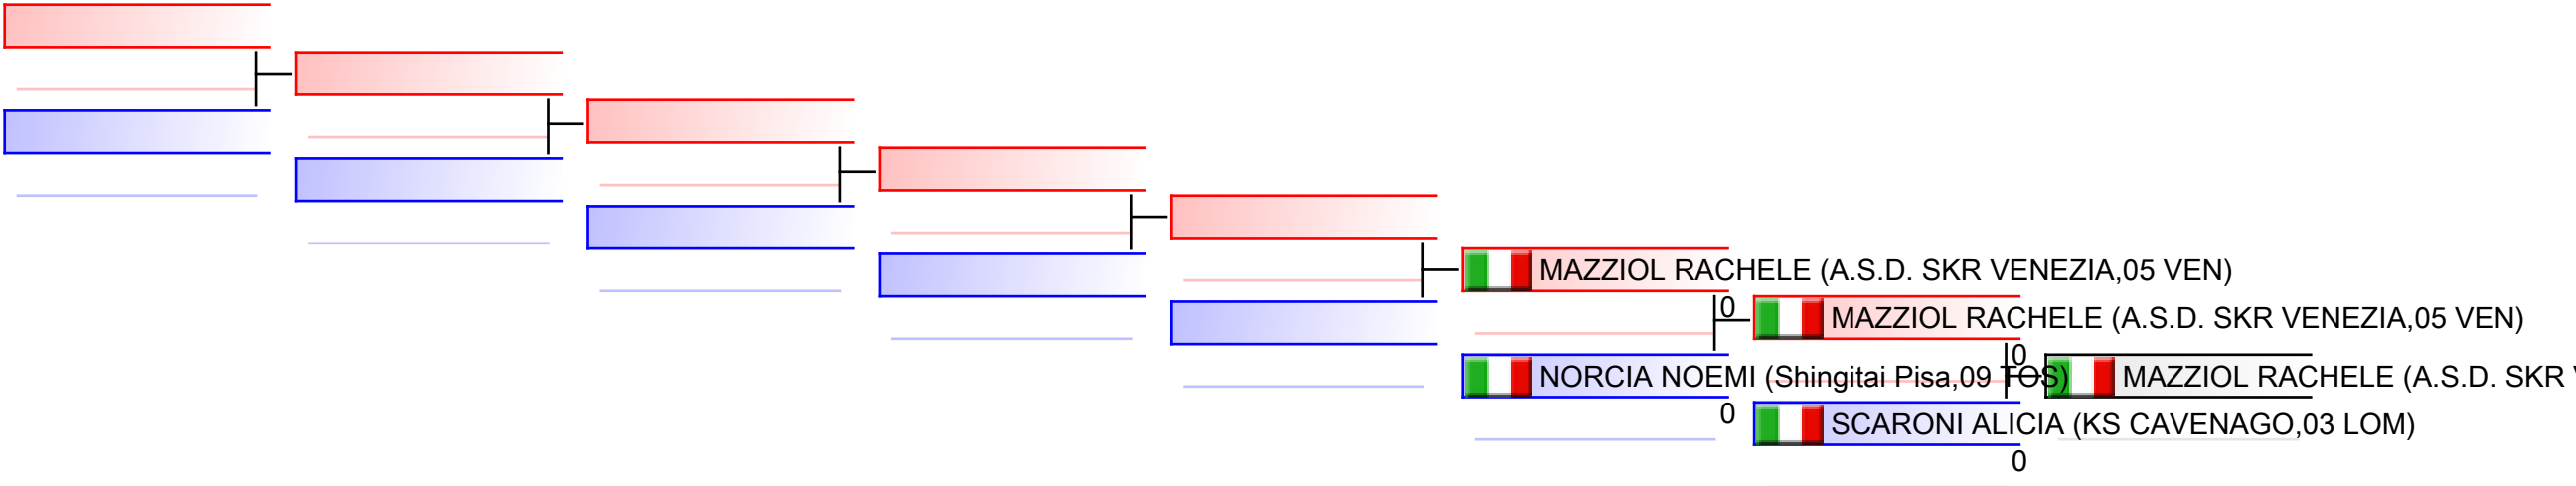 MAZZIOL RACHELE (A.S.D. SKR VENEZIA,05 VEN)
0
MAZZIOL RACHELE (A.S.D. SKR VENEZIA,05 VEN)
0
NORCIA NOEMI (Shingitai Pisa,09 TOS)
MAZZIOL RACHELE (A.S.D. SKR
0
SCARONI ALICIA (KS CAVENAGO,03 LOM)
0